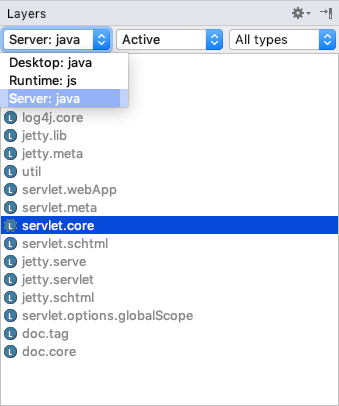 Layers
Server: java Active All types
Desktop: java
Runtime: js
Server: java
log4j.core
jetty.lib
jetty.meta
util
servlet.webApp
servlet.meta
servlet.core
servlet.schtml
jetty.serve
jetty.servlet
jetty.schtml
servlet.options.globalScope
doc.tag
doc.core